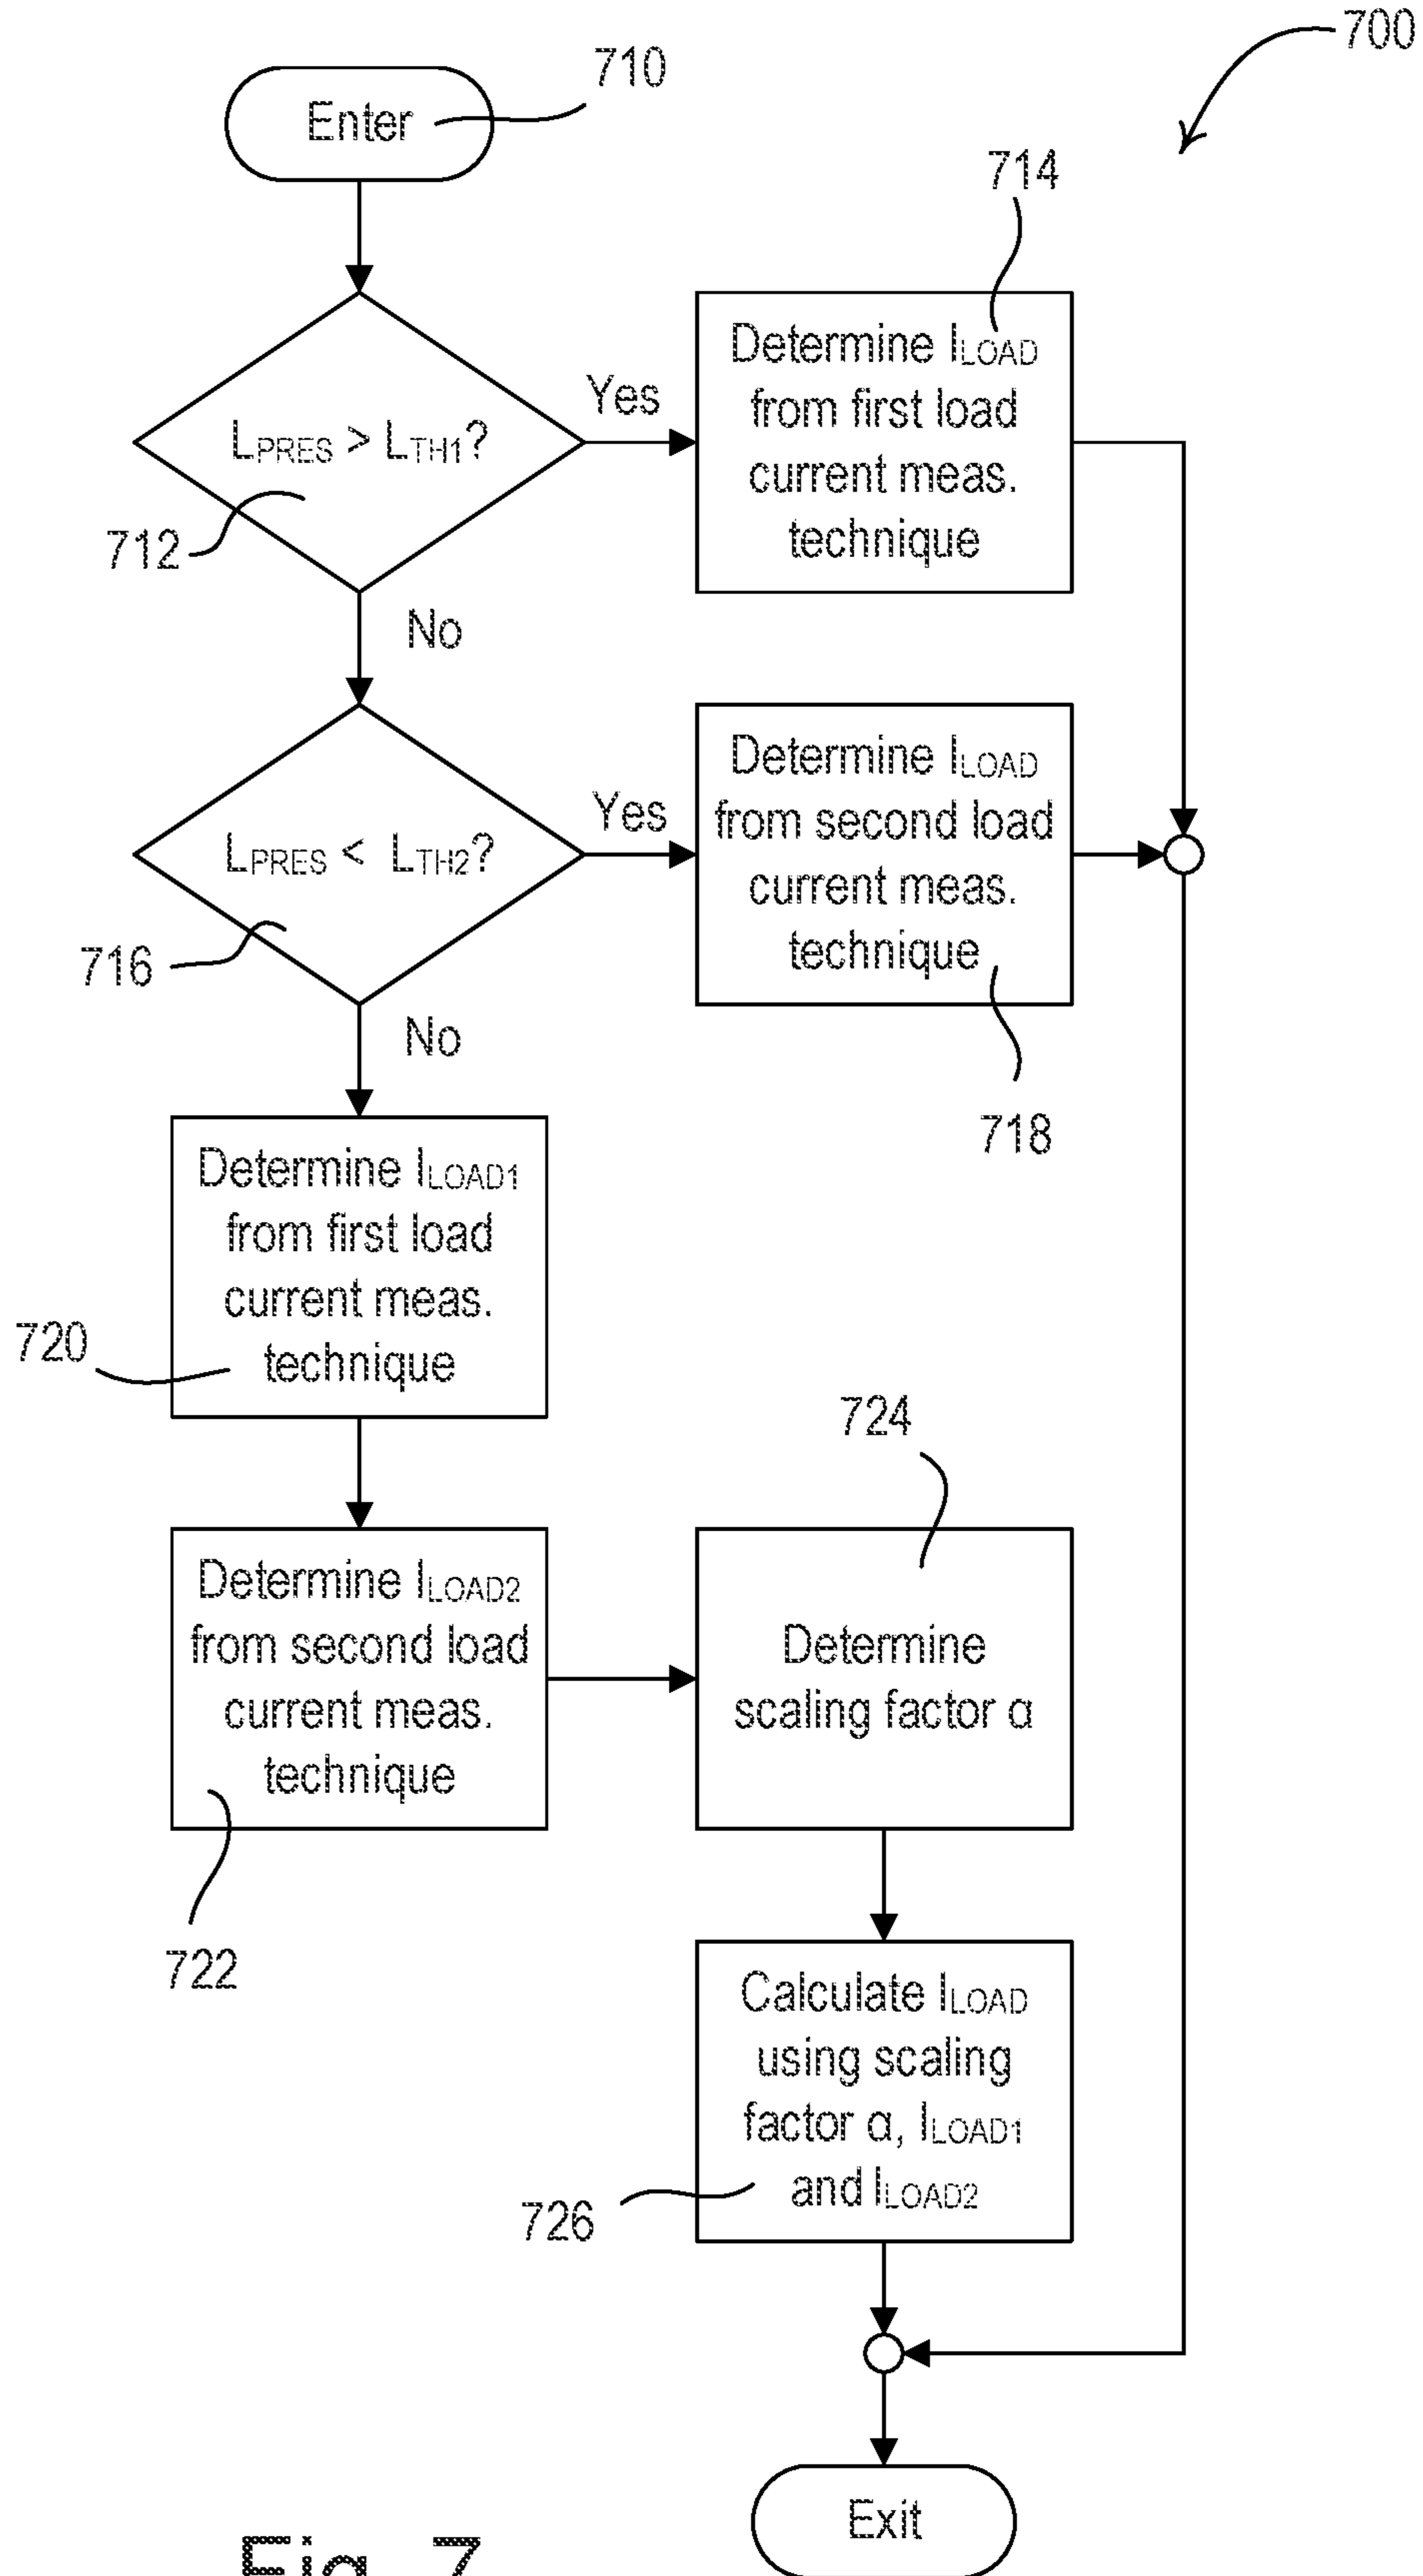 700
710
Enter
714
Determine ILOAD
from first load
current meas.
technique
Yes
LPRES > LTH1?
712
No
Determine ILOAD
from second load
current meas.
technique
Yes
LPRES < LTH2?
716
No
718
Determine ILOAD1
from first load
current meas.
technique
720
724
Determine ILOAD2
from second load
current meas.
technique
Determine
scaling factor α
722
Calculate ILOAD
using scaling
factor α, ILOAD1
and ILOAD2
726
Exit
Fig. 7